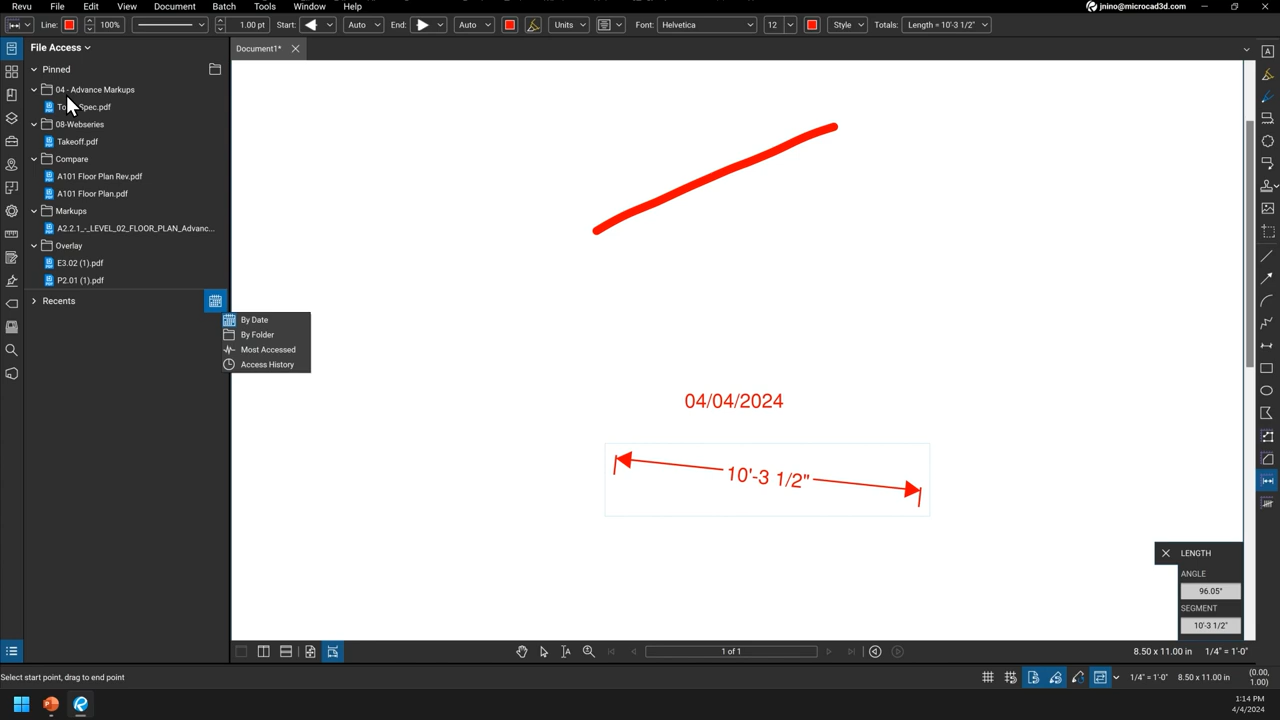 Revu File Edit View Document Batch Tools Window Help jnino@microcad3d.com
Line: 100% 1.00 pt Start: Auto End: Auto Units Font: Helvetica 12 Style Totals: Length = 10'-3 1/2"
File Access
Document1*
Pinned
04 - Advance Markups
Spec.pdf
08-Webseries
Takeoff.pdf
Compare
A101 Floor Plan Rev.pdf
A101 Floor Plan.pdf
Markups
A2.2.1_-_LEVEL_02_FLOOR_PLAN_Advanc...
Overlay
E3.02 (1).pdf
P2.01 (1).pdf
Recents
By Date
By Folder
Most Accessed
Access History
04/04/2024
10'-3 1/2"
LENGTH
ANGLE
96.05°
SEGMENT
10'-3 1/2"
1 of 1
8.50 x 11.00 in 1/4" = 1'-0"
Select start point, drag to end point
1/4" = 1'-0" 8.50 x 11.00 in (0.00, 1.00)
1:14 PM
4/4/2024